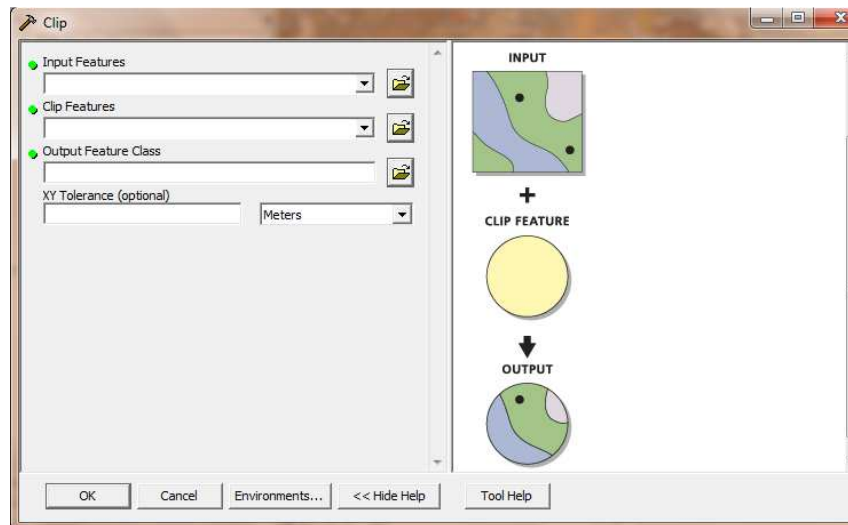 Clip
Input Features
Clip Features
Output Feature Class
XY Tolerance (optional)
Meters
INPUT
CLIP FEATURE
OUTPUT
OK Cancel Environments... << Hide Help Tool Help